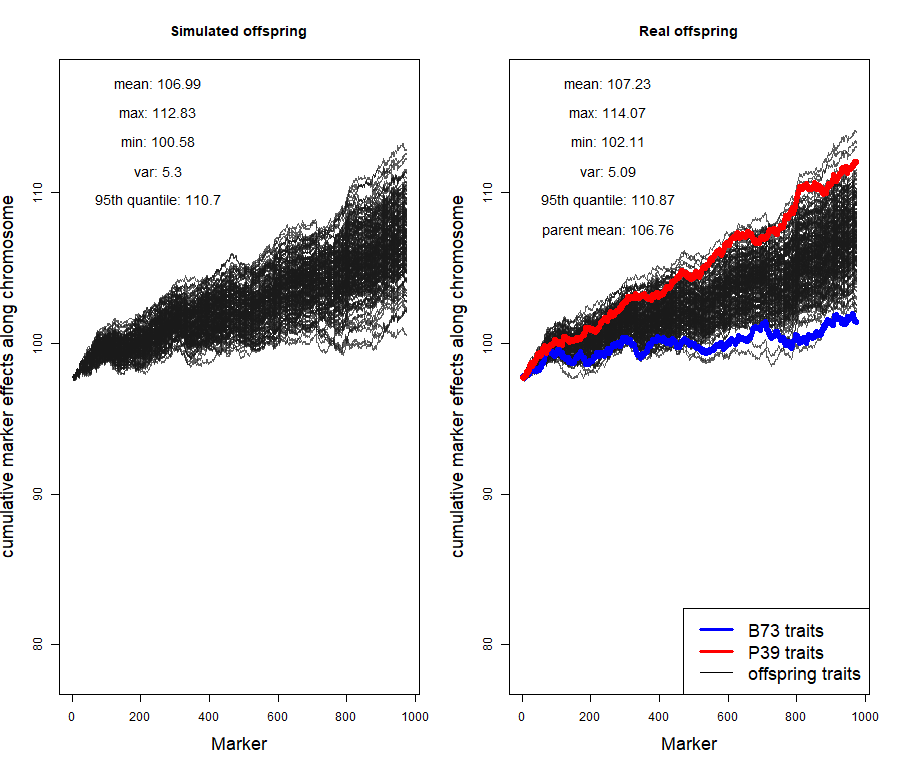 Simulated offspring
mean: 106.99
max: 112.83
min: 100.58
var: 5.3
95th quantile: 110.7
cumulative marker effects along chromosome
110
100
90
80
0 200 400 600 800 1000
Marker
Real offspring
mean: 107.23
max: 114.07
min: 102.11
var: 5.09
95th quantile: 110.87
parent mean: 106.76
cumulative marker effects along chromosome
110
100
90
80
B73 traits
P39 traits
offspring traits
0 200 400 600 800 1000
Marker